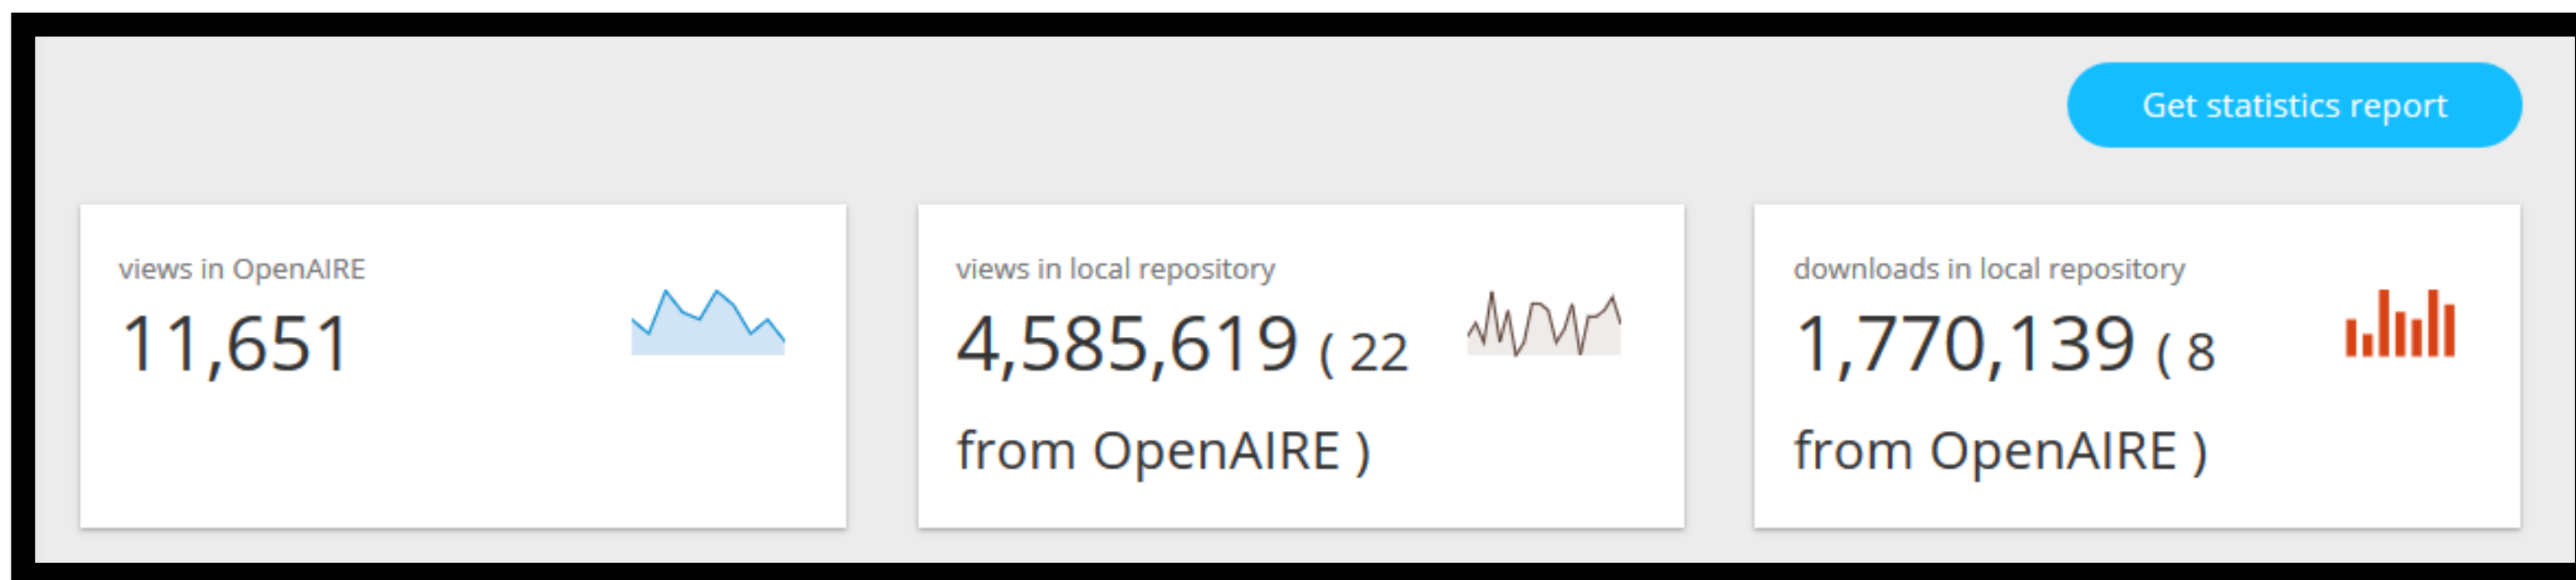 Get statistics report
views in OpenAIRE
11,651
views in local repository
4,585,619 ( 22
from OpenAIRE )
downloads in local repository
1,770,139 ( 8
from OpenAIRE )